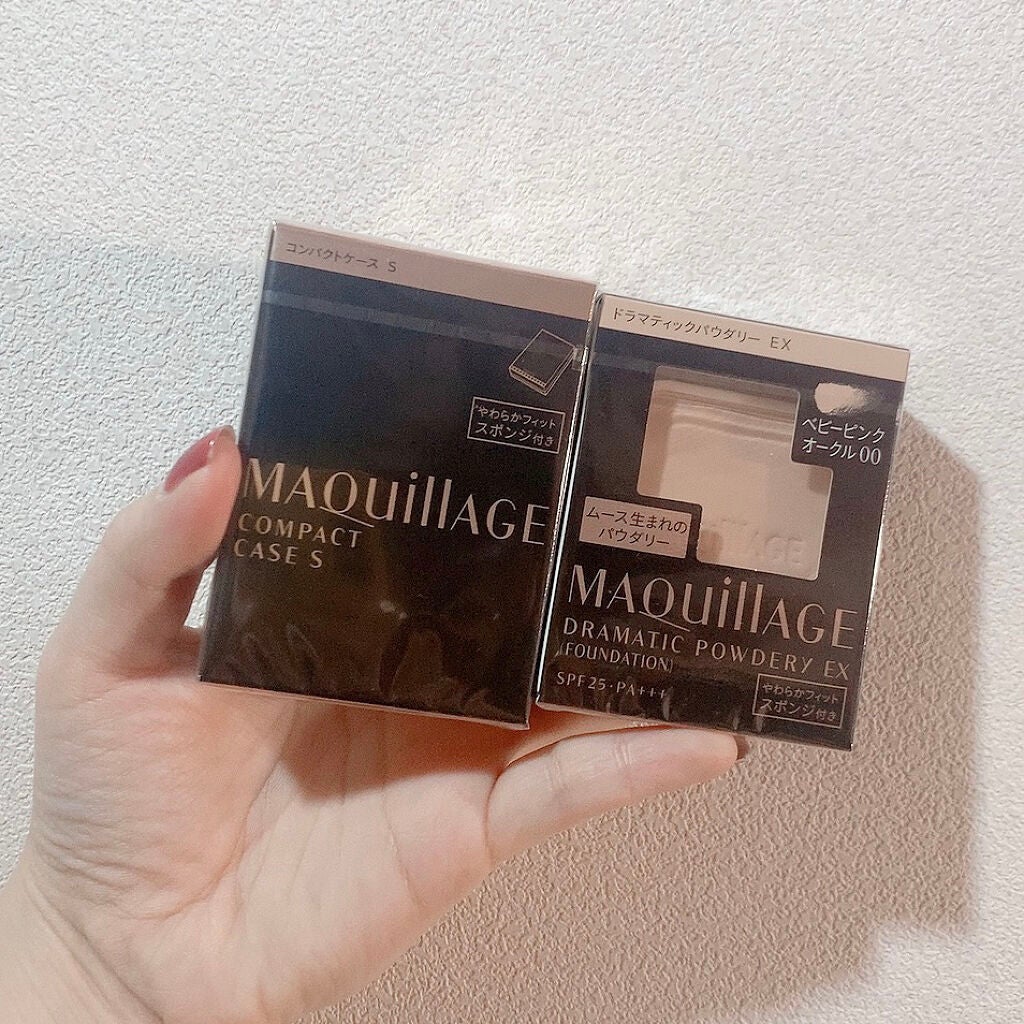 コンパクトケース S
"やわらかフィット
スポンジ付き
MAQuillAGE
COMPACT
CASE S
ドラマティックパウダリー EX
ベビーピンク
オークル 00
ムース生まれの
パウダリー
MAQuillAGE
DRAMATIC POWDERY EX
(FOUNDATION)
SPF25・PA+++
やわらかフィット
スポンジ付き